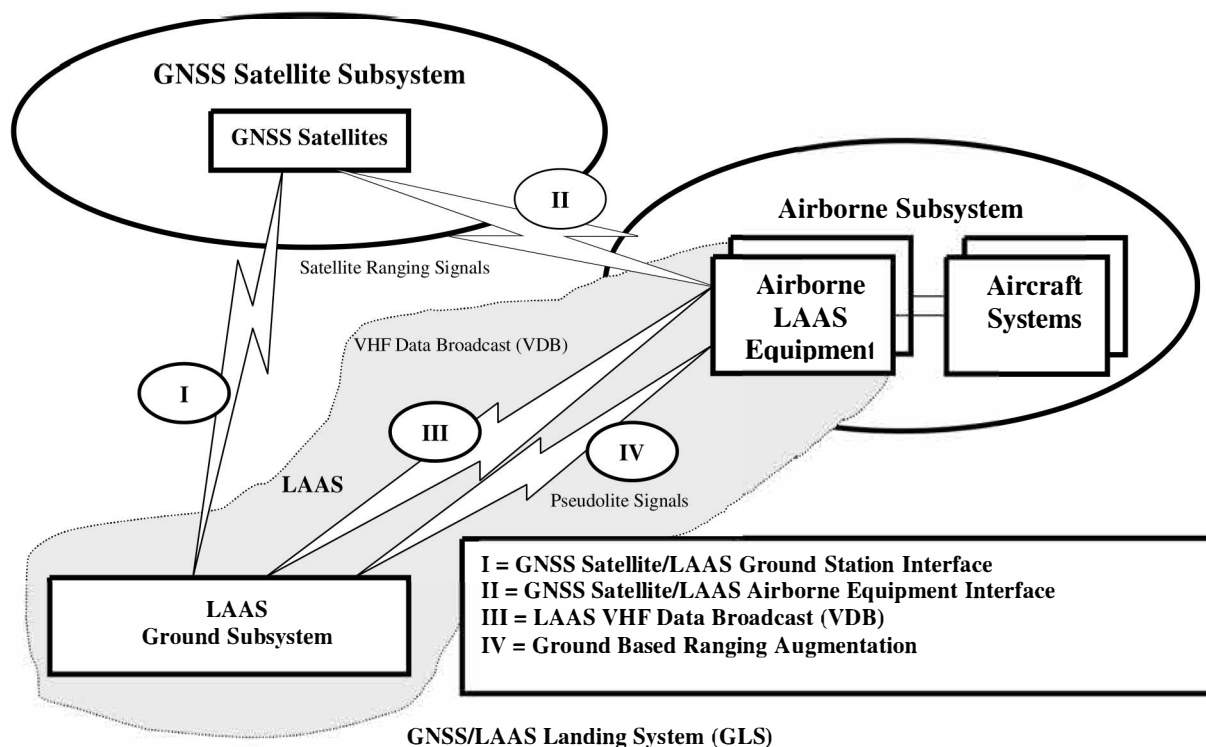 GNSS Satellite Subsystem
GNSS Satellites
II
Airborne Subsystem
Satellite Ranging Signals
Airborne
LAAS
Equipment
Aircraft
Systems
VHF Data Broadcast (VDB)
I
III
IV
LAAS
Pseudolite Signals
I = GNSS Satellite/LAAS Ground Station Interface
II = GNSS Satellite/LAAS Airborne Equipment Interface
III = LAAS VHF Data Broadcast (VDB)
IV = Ground Based Ranging Augmentation
LAAS
Ground Subsystem
GNSS/LAAS Landing System (GLS)